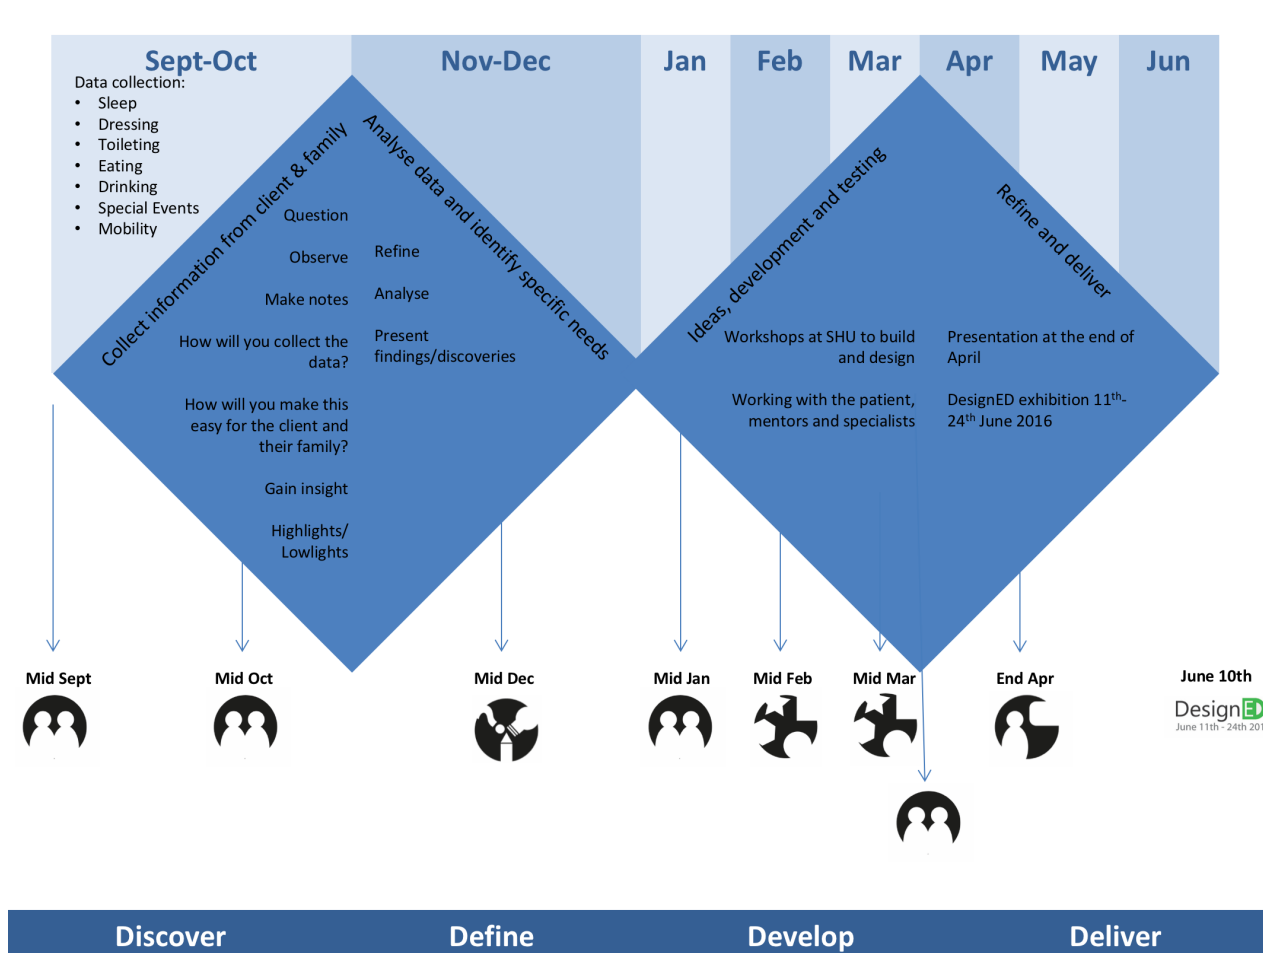 Sept-Oct
Nov-Dec
Jan
Feb
Mar
Apr
May
Jun
Data collection:
• Sleep
• Dressing
• Toileting
• Eating
• Drinking
• Special Events
• Mobility
Collect information from client & family
Question
Observe
Make notes
How will you collect the
data?
How will you make this
easy for the client and
their family?
Gain insight
Highlights/
Lowlights
Analyse data and identify specific needs
Refine
Analyse
Present
findings/discoveries
Ideas, development and testing
Workshops at SHU to build
and design
Working with the patient,
mentors and specialists
Refine and deliver
Presentation at the end of
April
DesignED exhibition 11th-
24th June 2016
Mid Sept
Mid Oct
Mid Dec
Mid Jan
Mid Feb
Mid Mar
End Apr
June 10th
DesignED
June 11th - 24th 201
Discover
Define
Develop
Deliver